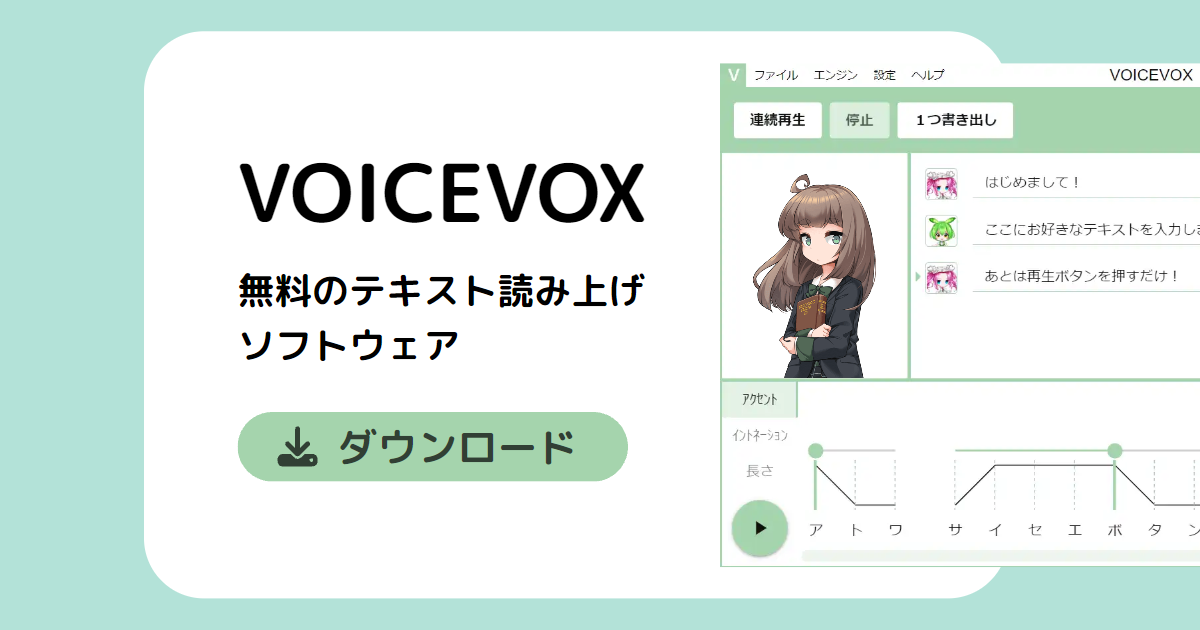 VOICEVOX
無料のテキスト読み上げ
ソフトウェア
ダウンロード
V ファイル エンジン 設定 ヘルプ VOICEVOX
連続再生 停止 1つ書き出し
はじめまして！
ここにお好きなテキストを入力しま
あとは再生ボタンを押すだけ！
アクセント
イントネーション
長さ
ア ト ワ サ イ セ エ ボ タ ン